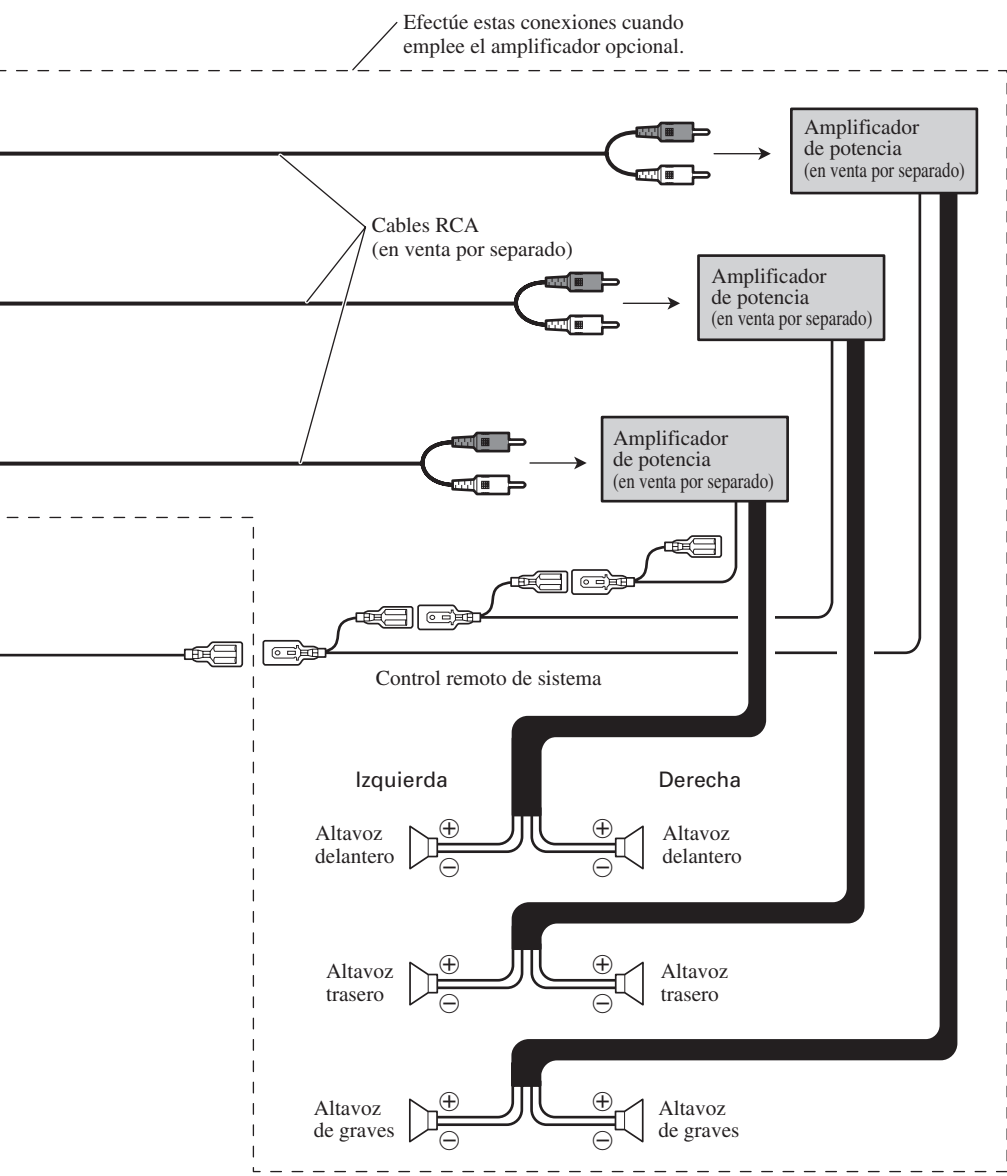 Efectúe estas conexiones cuando
emplee el amplificador opcional.
Amplificador
de potencia
(en venta por separado)
Cables RCA
(en venta por separado)
Amplificador
de potencia
(en venta por separado)
Amplificador
de potencia
(en venta por separado)
Control remoto de sistema
Izquierda
Derecha
Altavoz
delantero
+
−
+
−
Altavoz
delantero
Altavoz
trasero
+
−
+
−
Altavoz
trasero
Altavoz
de graves
+
−
+
−
Altavoz
de graves